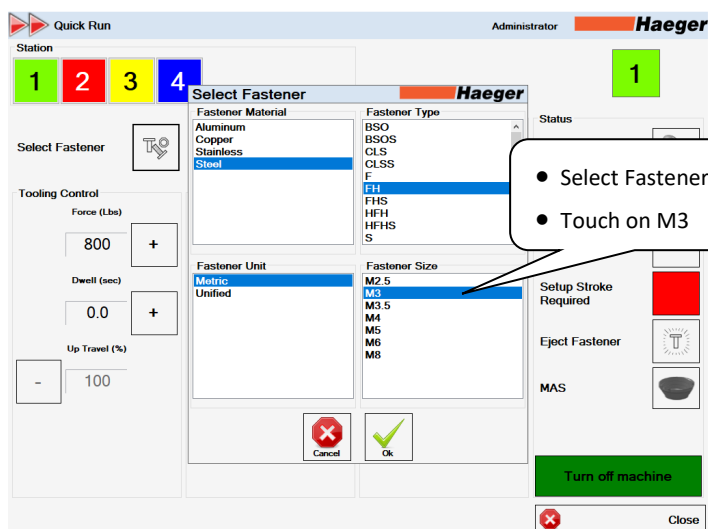 Quick Run
Administrator
Haeger
Station
1 2 3 4
1
Select Fastener
T
Tooling Control
Force (Lbs)
800 +
Dwell (sec)
0.0 +
Up Travel (%)
- 100
Select Fastener
Haeger
Fastener Material
Aluminum
Copper
Stainless
Steel
Fastener Type
BSO
BSOS
CLS
CLSS
F
FH
FHS
HFH
HFHS
S
Fastener Unit
Metric
Unified
Fastener Size
M2.5
M3
M3.5
M4
M5
M6
M8
Cancel
Ok
Status
• Select Fastener
• Touch on M3
Setup Stroke
Required
Eject Fastener
T
MAS
Turn off machine
Close